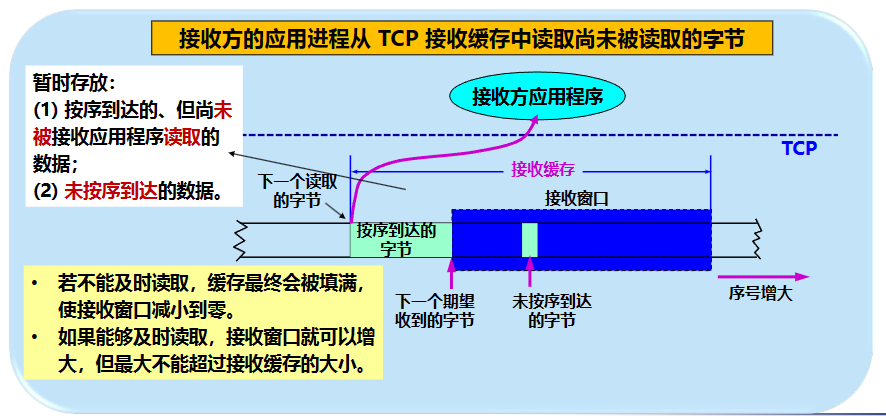 接收方的应用进程从 TCP 接收缓存中读取尚未被读取的字节
暂时存放：
(1) 按序到达的、但尚未
被接收应用程序读取的
数据；
(2) 未按序到达的数据。
接收方应用程序
TCP
接收缓存
下一个读取
的字节
接收窗口
按序到达的
字节
下一个期望
收到的字节
未按序到达
的字节
序号增大
• 若不能及时读取，缓存最终会被填满，
使接收窗口减小到零。
• 如果能够及时读取，接收窗口就可以增
大，但最大不能超过接收缓存的大小。